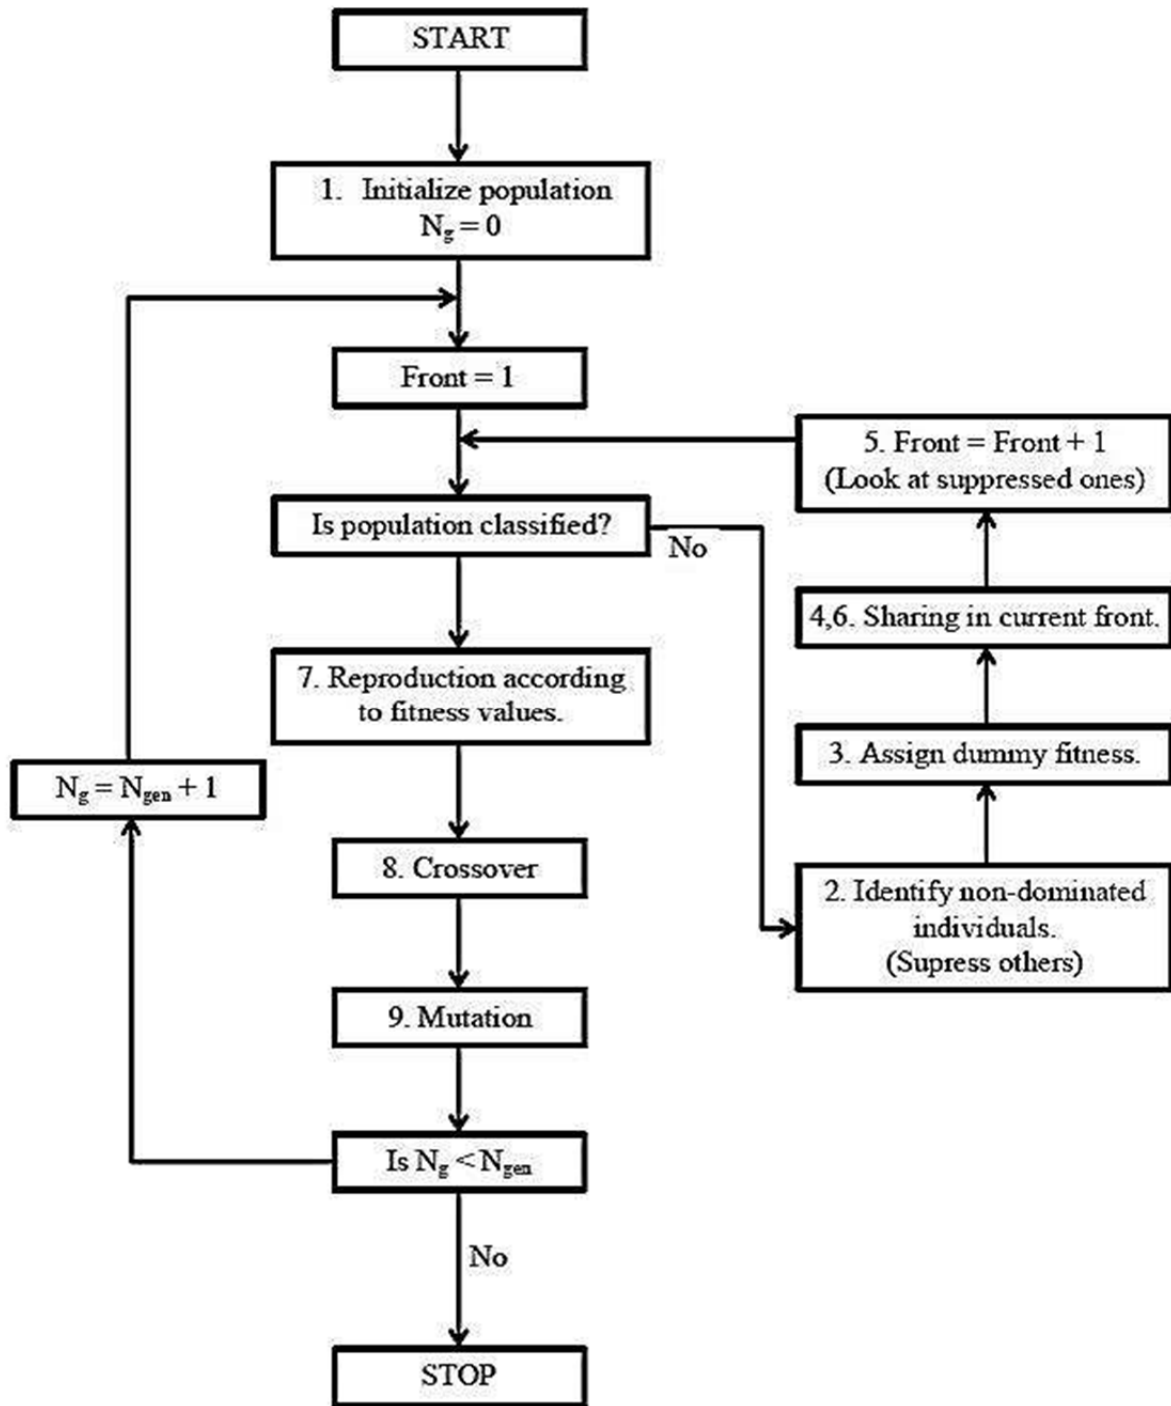 START
1. Initialize population
Ng = 0
Front = 1
5. Front = Front + 1
(Look at suppressed ones)
Is population classified?
No
4,6. Sharing in current front.
7. Reproduction according
to fitness values.
3. Assign dummy fitness.
Ng = Ngen + 1
8. Crossover
2. Identify non-dominated
individuals.
(Supress others)
9. Mutation
Is Ng < Ngen
No
STOP